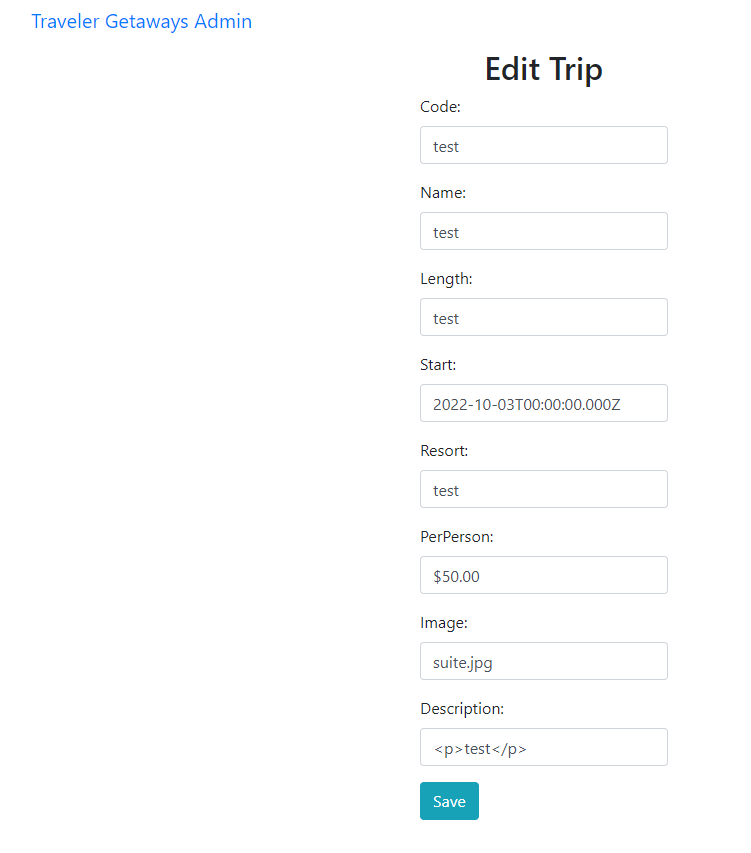 Traveler Getaways Admin
Edit Trip
Code:
test
Name:
test
Length:
test
Start:
2022-10-03T00:00:00.000Z
Resort:
test
PerPerson:
$50.00
Image:
suite.jpg
Description:
<p>test</p>
Save